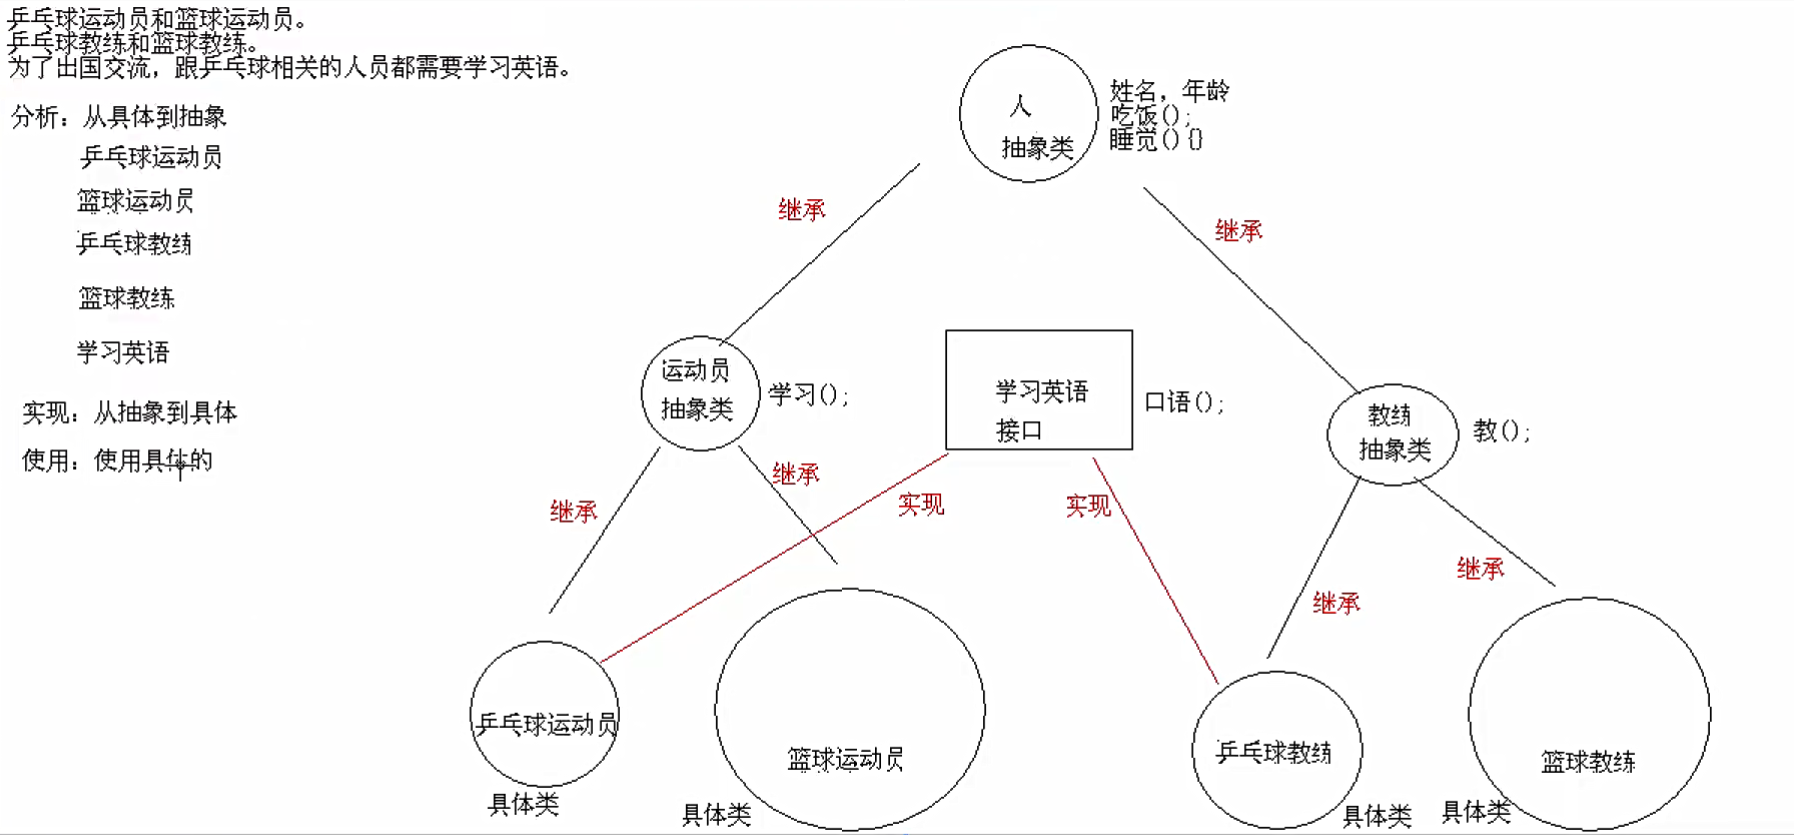 乒乓球运动员和篮球运动员。
乒乓球教练和篮球教练。
为了出国交流，跟乒乓球相关的人员都需要学习英语。
分析：从具体到抽象
乒乓球运动员
篮球运动员
乒乓球教练
篮球教练
学习英语
实现：从抽象到具体
使用：使用具体的
人
抽象类
姓名，年龄
吃饭();
睡觉(){}
继承
继承
运动员
抽象类
学习();
学习英语
接口
口语();
教练
抽象类
教();
继承
继承
实现
实现
继承
继承
乒乓球运动员
具体类
篮球运动员
具体类
乒乓球教练
具体类
篮球教练
具体类